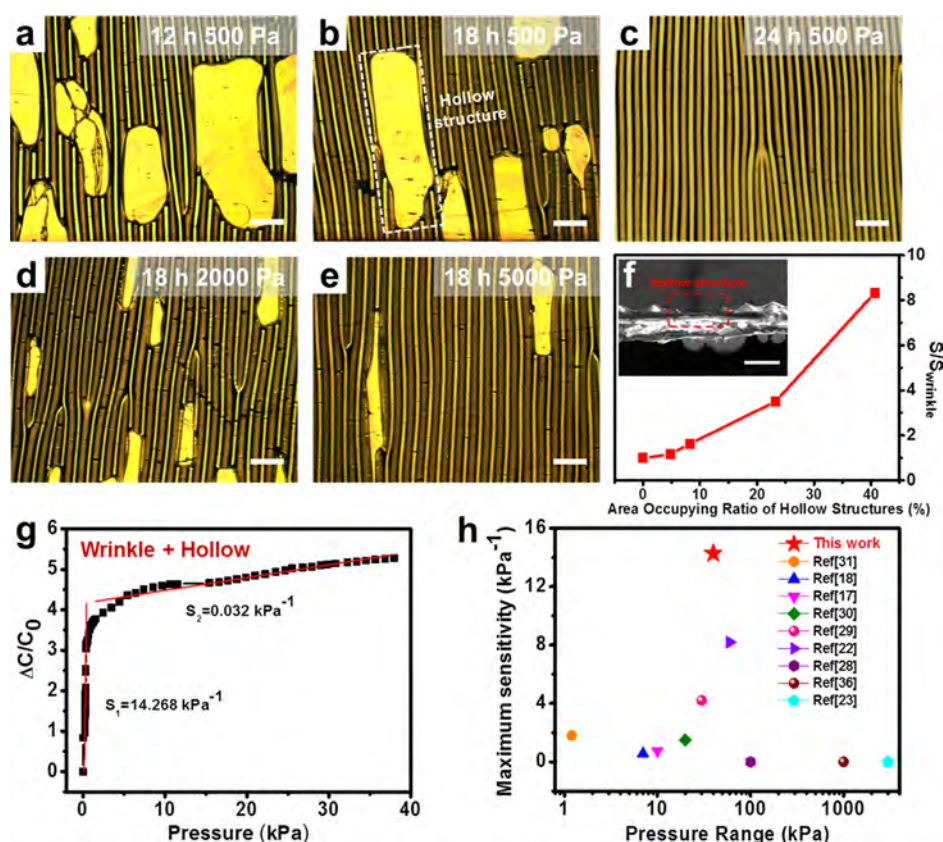 a
12 h 500 Pa
b
18 h 500 Pa
Hollow
structure
c
24 h 500 Pa
d
18 h 2000 Pa
e
18 h 5000 Pa
f
Hollow structure
10
8
6
4
2
0
S/Swrinkle
0 10 20 30 40
Area Occupying Ratio of Hollow Structures (%)
g
Wrinkle + Hollow
6
5
4
3
2
1
0
ΔC/C0
S2=0.032 kPa-1
S1=14.268 kPa-1
0 10 20 30 40
Pressure (kPa)
h
16
12
8
4
0
Maximum sensitivity (kPa-1)
This work
Ref[31]
Ref[18]
Ref[17]
Ref[30]
Ref[29]
Ref[22]
Ref[28]
Ref[36]
Ref[23]
1 10 100 1000
Pressure Range (kPa)